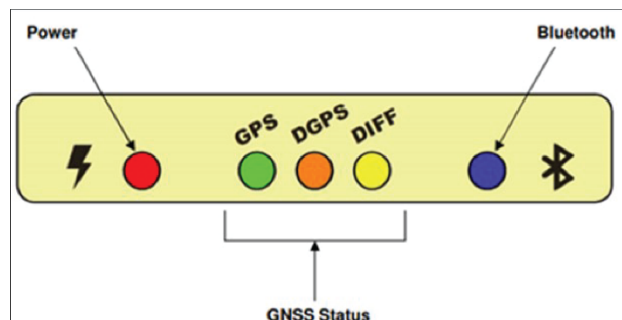 Power
Bluetooth
GPS
DGPS
DIFF
GNSS Status